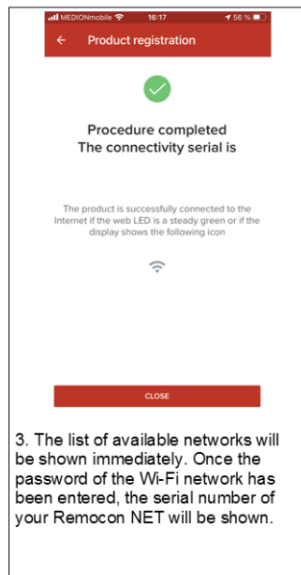 MEDIONmobile 16:17 56 %
Product registration
Procedure completed
The connectivity serial is
The product is successfully connected to the
Internet if the web LED is a steady green or if the
display shows the following icon
CLOSE
3. The list of available networks will
be shown immediately. Once the
password of the Wi-Fi network has
been entered, the serial number of
your Remocon NET will be shown.